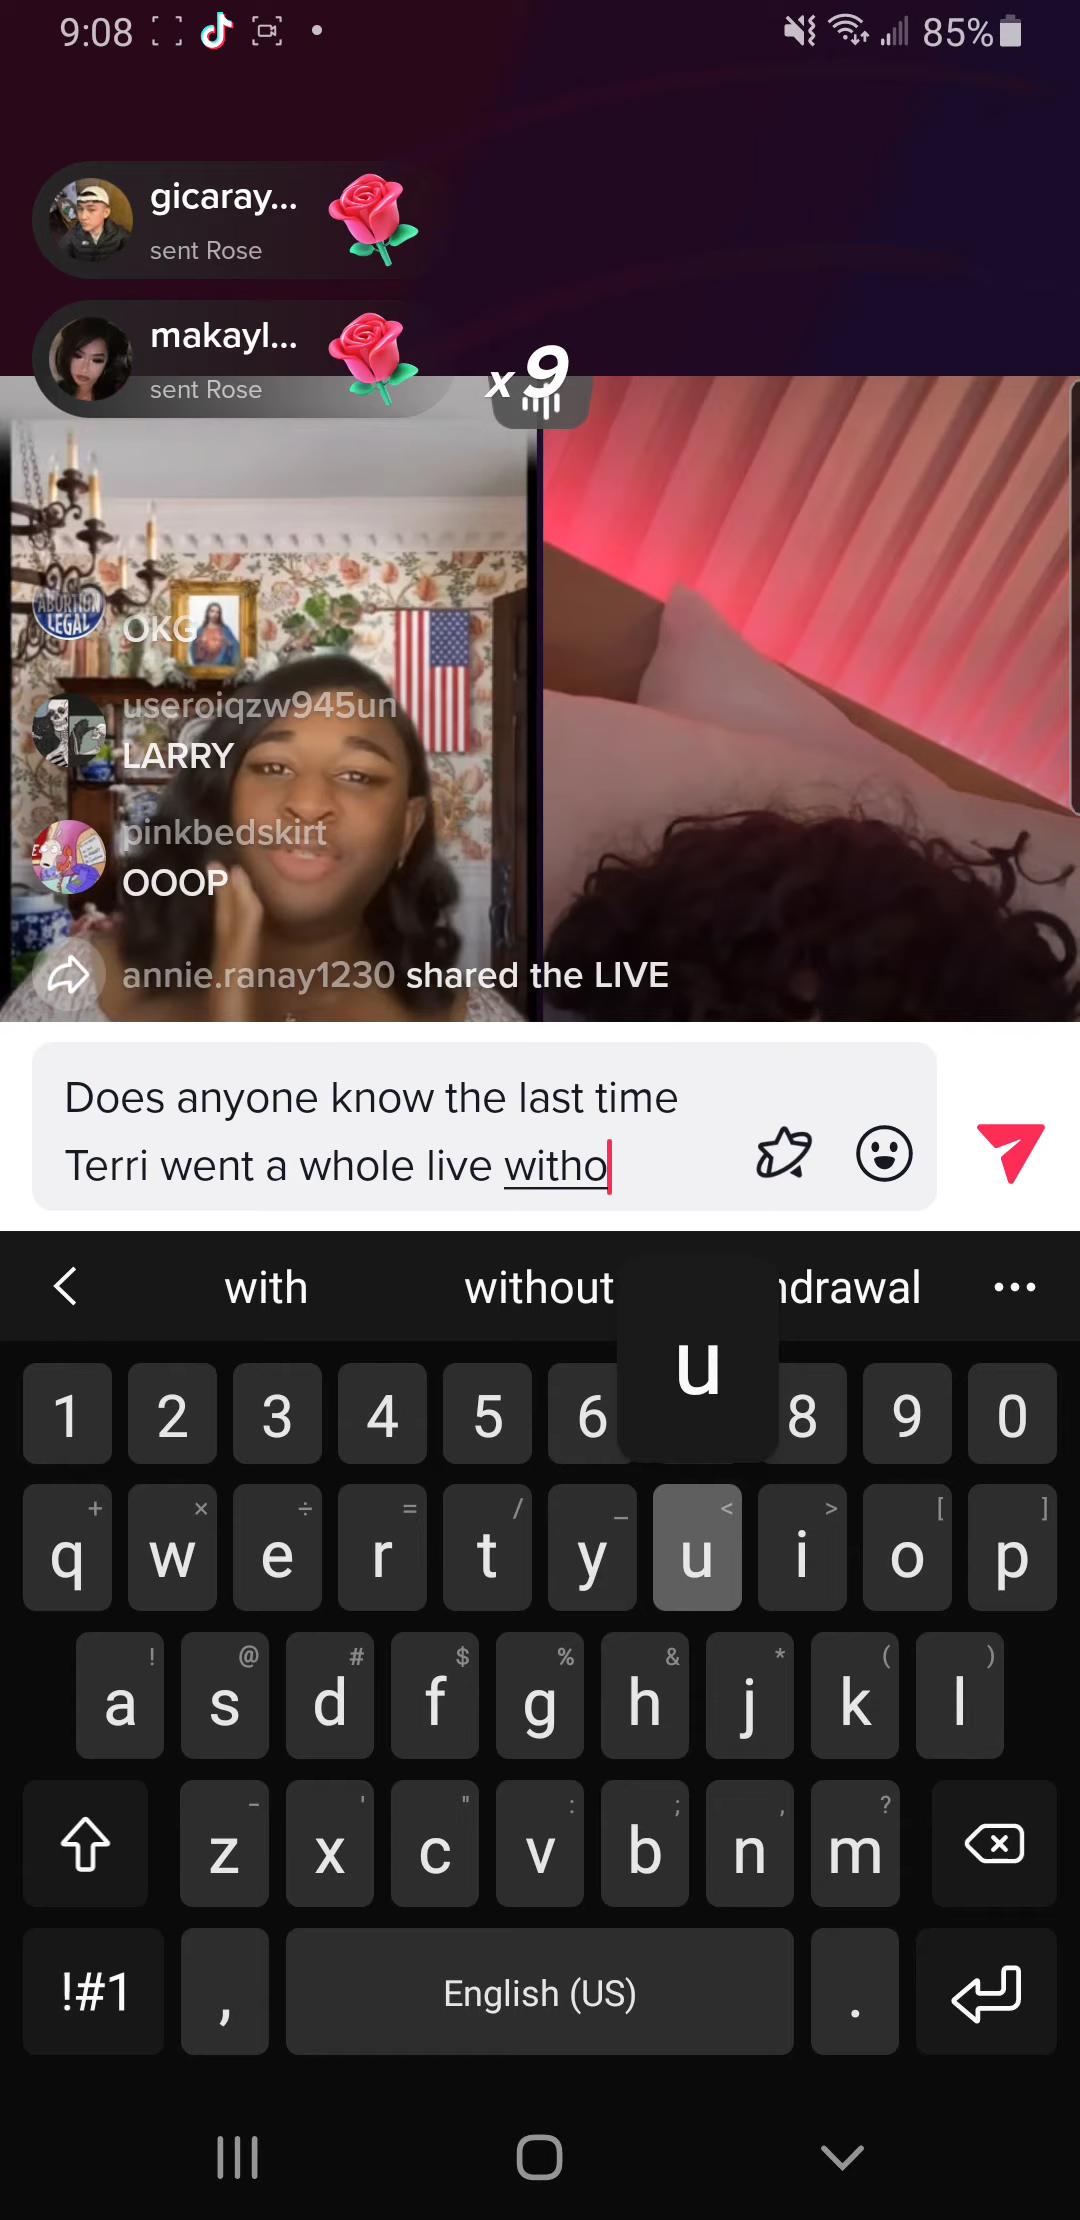 9:08
85%
gicaray...
sent Rose
makayl...
sent Rose
x9
ABORTION
LEGAL
OKG
useroiqzw945un
LARRY
pinkbedskirt
OOOP
annie.ranay1230 shared the LIVE
Does anyone know the last time
Terri went a whole live witho
with without ndrawal
u
1 2 3 4 5 6 8 9 0
+ × ÷ = / _ < > [ ]
q w e r t y u i o p
! @ # $ % & * ( )
a s d f g h j k l
- ' " : ; , ?
z x c v b n m
!#1 , English (US) .